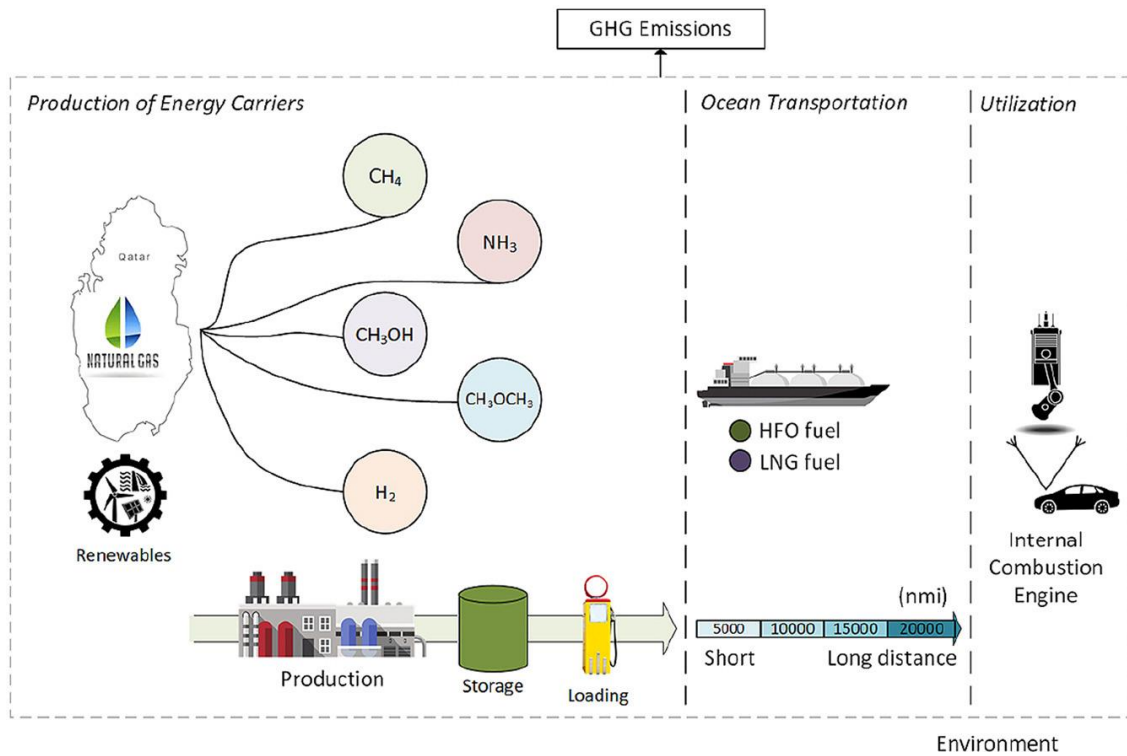 GHG Emissions
Production of Energy Carriers
Ocean Transportation
Utilization
CH₄
NH₃
Qatar
NATURAL GAS
CH₃OH
CH₃OCH₃
HFO fuel
LNG fuel
H₂
Renewables
Internal
Combustion
Engine
(nmi)
5000 10000 15000 20000
Short Long distance
Production
Storage
Loading
Environment